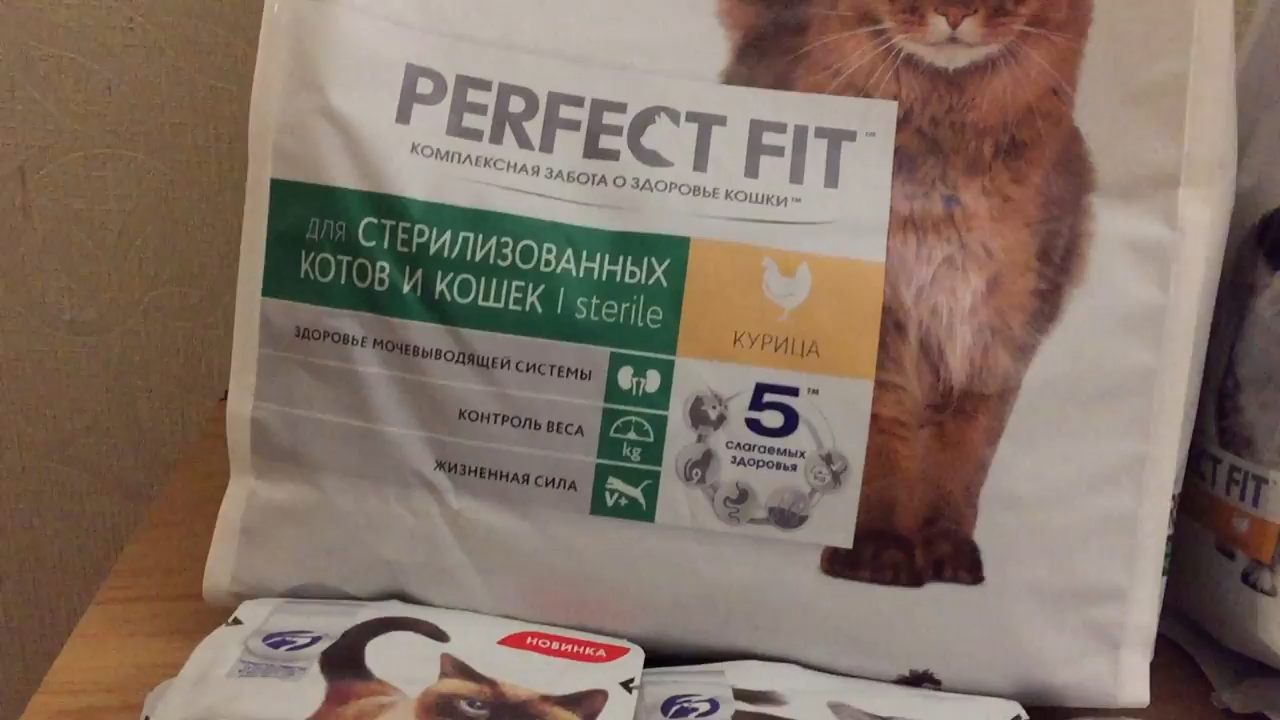 PERFECT FIT™
КОМПЛЕКСНАЯ ЗАБОТА О ЗДОРОВЬЕ КОШКИ™
ДЛЯ СТЕРИЛИЗОВАННЫХ
КОТОВ И КОШЕК | sterile
КУРИЦА
ЗДОРОВЬЕ МОЧЕВЫВОДЯЩЕЙ СИСТЕМЫ
КОНТРОЛЬ ВЕСА
kg
ЖИЗНЕННАЯ СИЛА
V+
5™
слагаемых
здоровья
CT FIT
НОВИНКА